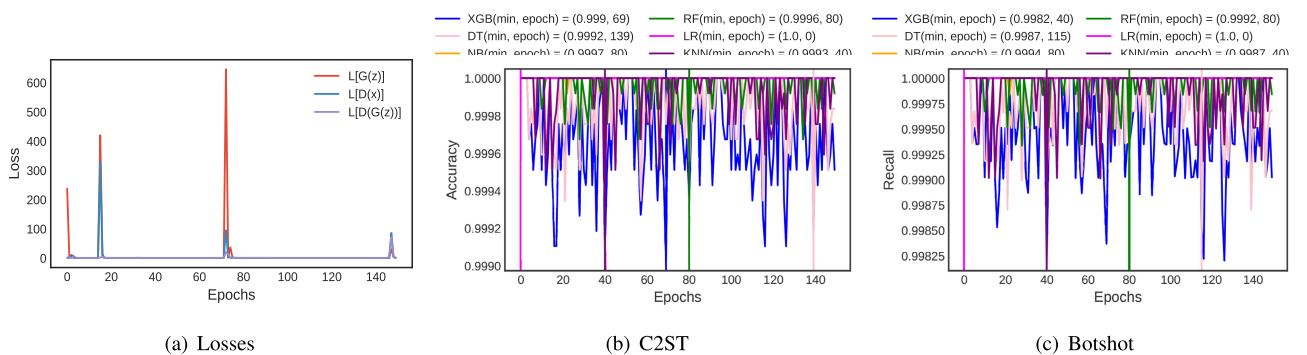 XGB(min, epoch) = (0.999, 69)
RF(min, epoch) = (0.9996, 80)
DT(min, epoch) = (0.9992, 139)
LR(min, epoch) = (1.0, 0)
NB(min, epoch) = (0.9997, 80)
KNN(min, epoch) = (0.9993, 40)
XGB(min, epoch) = (0.9982, 40)
RF(min, epoch) = (0.9992, 80)
DT(min, epoch) = (0.9987, 115)
LR(min, epoch) = (1.0, 0)
NB(min, epoch) = (0.9994, 80)
KNN(min, epoch) = (0.9987, 40)
L[G(z)]
L[D(x)]
L[D(G(z))]
Loss
600
500
400
300
200
100
0
0 20 40 60 80 100 120 140
Epochs
Accuracy
1.0000
0.9998
0.9996
0.9994
0.9992
0.9990
0 20 40 60 80 100 120 140
Epochs
Recall
1.00000
0.99975
0.99950
0.99925
0.99900
0.99875
0.99850
0.99825
0 20 40 60 80 100 120 140
Epochs
(a) Losses
(b) C2ST
(c) Botshot